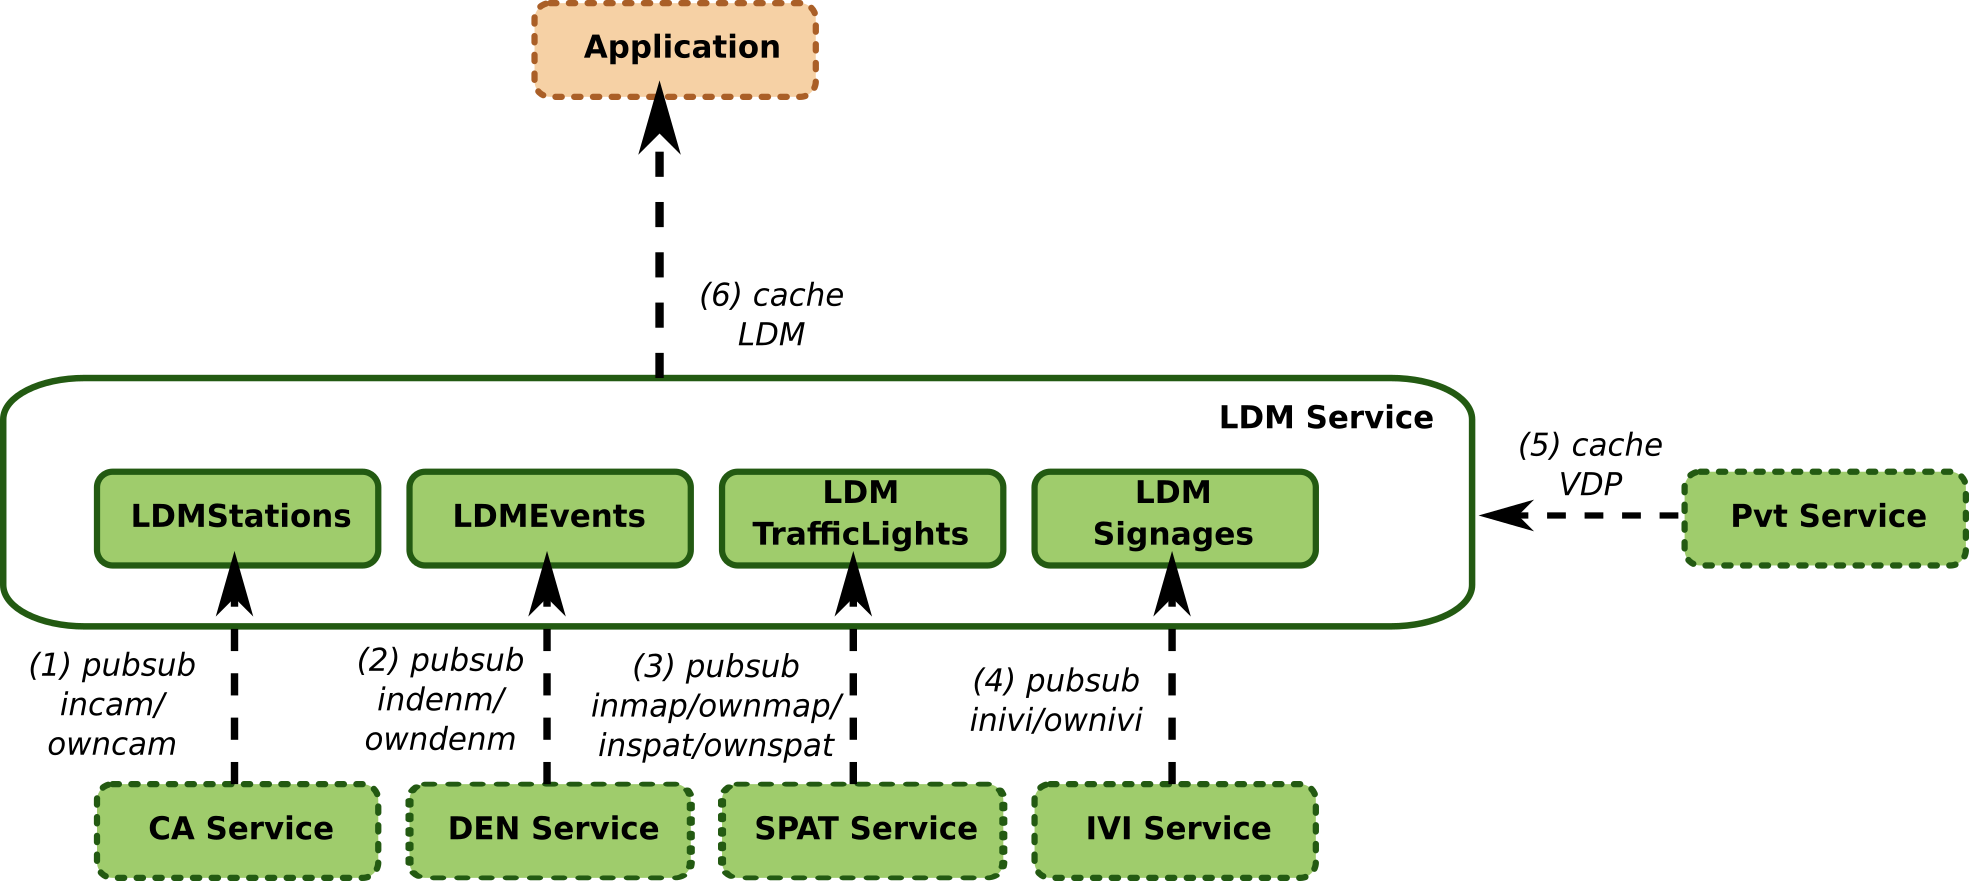 Application
(6) cache
LDM
LDM Service
(5) cache
VDP
Pvt Service
LDMStations
LDMEvents
LDM
TrafficLights
LDM
Signages
(1) pubsub
incam/
owncam
(2) pubsub
indenm/
owndenm
(3) pubsub
inmap/ownmap/
inspat/ownspat
(4) pubsub
inivi/ownivi
CA Service
DEN Service
SPAT Service
IVI Service